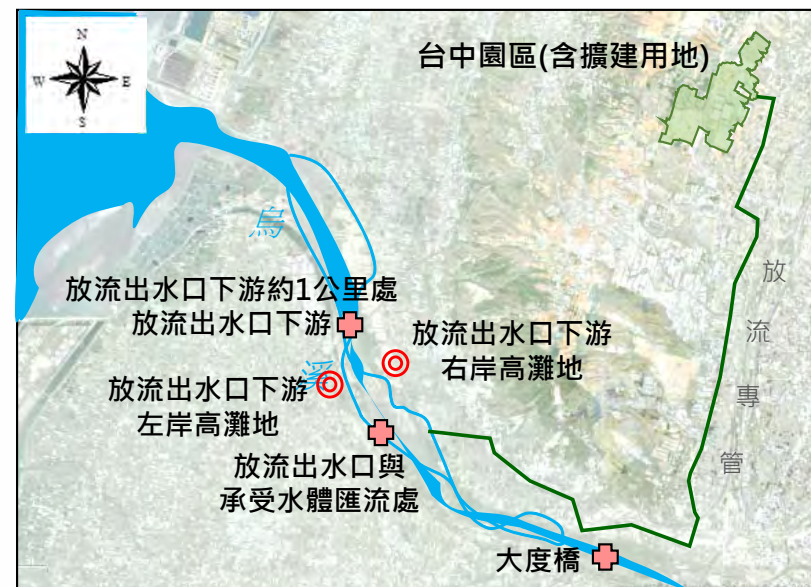 N
W
E
S
台中園區(含擴建用地)
烏
溪
放流出水口下游約1公里處
放流出水口下游
放流出水口下游
右岸高灘地
放流出水口下游
左岸高灘地
放流出水口與
承受水體匯流處
大度橋
放
流
專
管